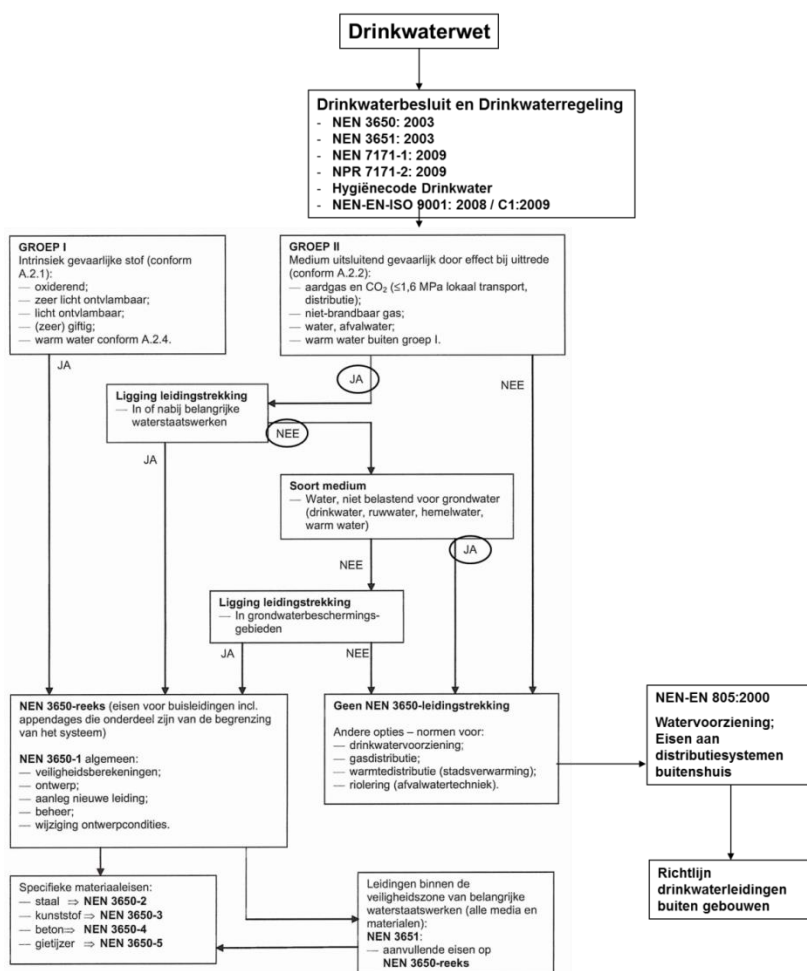 Drinkwaterwet
Drinkwaterbesluit en Drinkwaterregeling
- NEN 3650: 2003
- NEN 3651: 2003
- NEN 7171-1: 2009
- NPR 7171-2: 2009
- Hygiënecode Drinkwater
- NEN-EN-ISO 9001: 2008 / C1:2009
GROEP I
Intrinsiek gevaarlijke stof (conform
A.2.1):
— oxiderend;
— zeer licht ontvlambaar;
— licht ontvlambaar;
— (zeer) giftig;
— warm water conform A.2.4.
GROEP II
Medium uitsluitend gevaarlijk door effect bij uittrede
(conform A.2.2):
— aardgas en CO₂ (≤1,6 MPa lokaal transport,
distributie);
— niet-brandbaar gas;
— water, afvalwater;
— warm water buiten groep I.
JA
JA
NEE
Ligging leidingstrekking
— In of nabij belangrijke
waterstaatswerken
NEE
JA
Soort medium
— Water, niet belastend voor grondwater
(drinkwater, ruwwater, hemelwater,
warm water)
JA
NEE
Ligging leidingstrekking
— In grondwaterbeschermings-
gebieden
JA
NEE
NEN 3650-reeks (eisen voor buisleidingen incl.
appendages die onderdeel zijn van de begrenzing
van het systeem)
NEN 3650-1 algemeen:
— veiligheidsberekeningen;
— ontwerp;
— aanleg nieuwe leiding;
— beheer;
— wijziging ontwerpcondities.
Geen NEN 3650-leidingstrekking
Andere opties – normen voor:
— drinkwatervoorziening;
— gasdistributie;
— warmtedistributie (stadsverwarming);
— riolering (afvalwatertechniek).
NEN-EN 805:2000
Watervoorziening;
Eisen aan
distributiesystemen
buitenshuis
Specifieke materiaaleisen:
— staal ⇒ NEN 3650-2
— kunststof⇒ NEN 3650-3
— beton⇒ NEN 3650-4
— gietijzer ⇒ NEN 3650-5
Leidingen binnen de
veiligheidszone van belangrijke
waterstaatswerken (alle media en
materialen):
NEN 3651:
— aanvullende eisen op
NEN 3650-reeks
Richtlijn
drinkwaterleidingen
buiten gebouwen